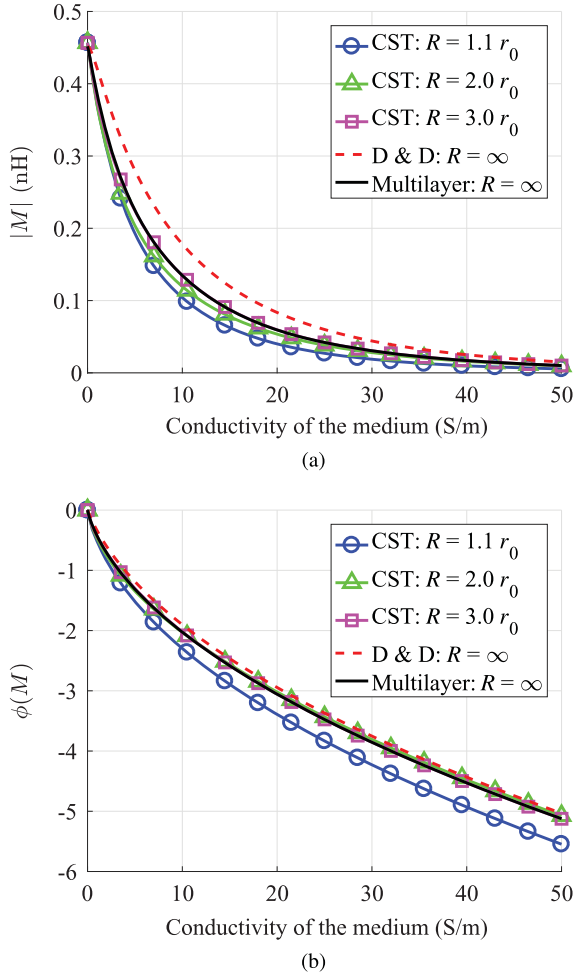 0.5
0.4
0.3
0.2
0.1
0
|M| (nH)
CST: R = 1.1 r0
CST: R = 2.0 r0
CST: R = 3.0 r0
D & D: R = ∞
Multilayer: R = ∞
0 10 20 30 40 50
Conductivity of the medium (S/m)
(a)
0
-1
-2
-3
-4
-5
-6
ϕ(M)
CST: R = 1.1 r0
CST: R = 2.0 r0
CST: R = 3.0 r0
D & D: R = ∞
Multilayer: R = ∞
0 10 20 30 40 50
Conductivity of the medium (S/m)
(b)